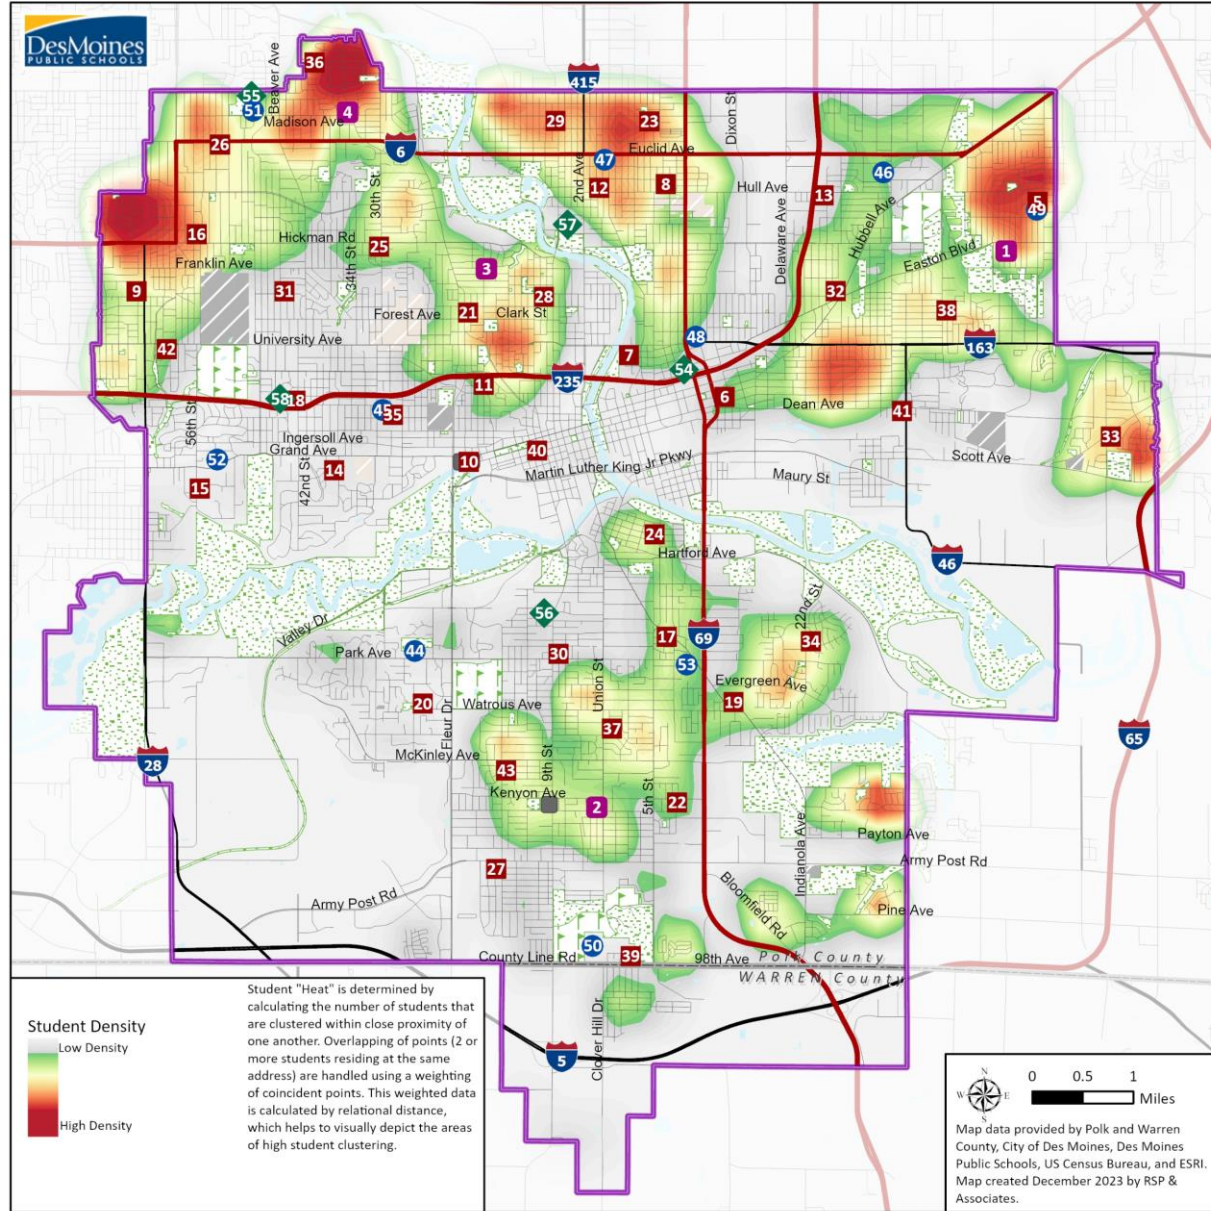 DesMoines
PUBLIC SCHOOLS
36
415
55
51
Beaver Ave
4
Madison Ave
29
23
Dixon St
26
6
Euclid Ave
47
2nd Ave
46
12
8
Hull Ave
13
5
49
30th St
57
Delaware Ave
Hubbell Ave
16
Hickman Rd
25
34th St
Easton Blvd
1
Franklin Ave
3
9
31
28
32
21
Forest Ave
Clark St
38
University Ave
48
163
42
7
54
235
11
58
18
6
45
35
Dean Ave
41
56th St
Ingersoll Ave
Grand Ave
33
52
42nd St
14
10
40
Martin Luther King Jr Pkwy
Scott Ave
15
Maury St
24
Hartford Ave
46
56
22nd St
Valley Dr
17
69
34
Park Ave
44
30
53
Union St
Evergreen Ave
20
Fleur Dr
Watrous Ave
19
37
28
McKinley Ave
9th St
65
43
Kenyon Ave
2
5th St
22
Indianola Ave
Payton Ave
27
Army Post Rd
Army Post Rd
Bloomfield Rd
Pine Ave
50
County Line Rd
39
98th Ave
Polk County
WARREN County
Clover Hill Dr
5
Student Density
Low Density
High Density
Student "Heat" is determined by
calculating the number of students that
are clustered within close proximity of
one another. Overlapping of points (2 or
more students residing at the same
address) are handled using a weighting
of coincident points. This weighted data
is calculated by relational distance,
which helps to visually depict the areas
of high student clustering.
N
W E
S
0 0.5 1
Miles
Map data provided by Polk and Warren
County, City of Des Moines, Des Moines
Public Schools, US Census Bureau, and ESRI.
Map created December 2023 by RSP &
Associates.